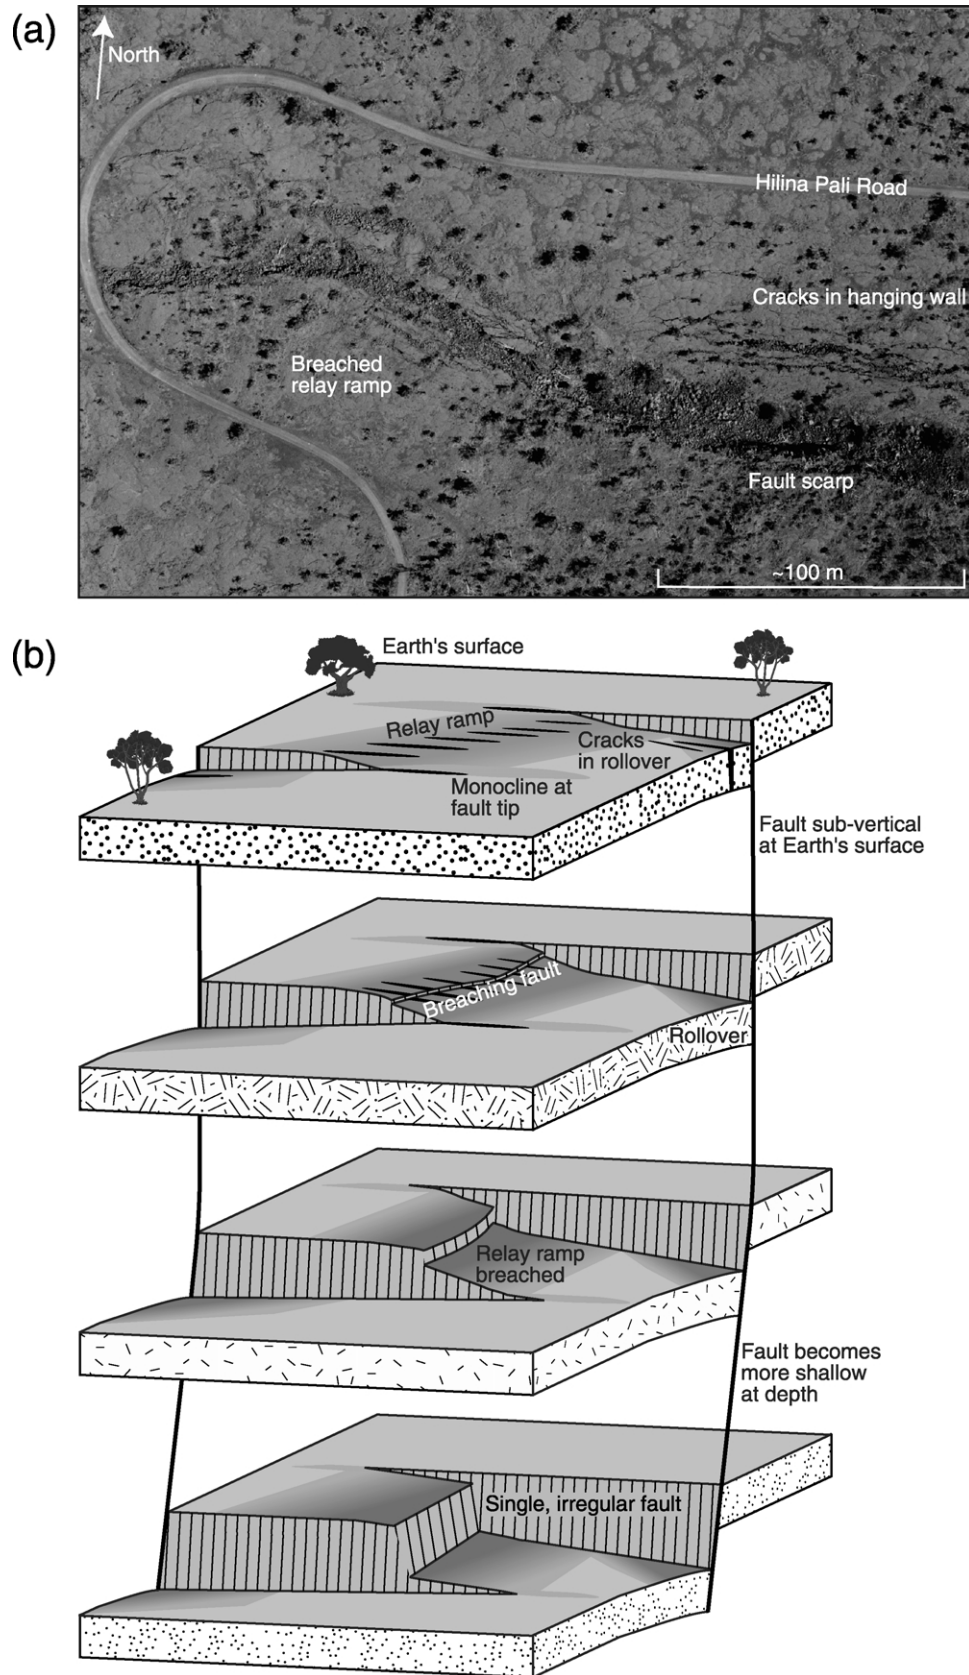 (a)
North
Hilina Pali Road
Cracks in hanging wall
Breached
relay ramp
Fault scarp
~100 m
(b)
Earth's surface
Relay ramp
Cracks
in rollover
Monocline at
fault tip
Fault sub-vertical
at Earth's surface
Breaching fault
Rollover
Relay ramp
breached
Fault becomes
more shallow
at depth
Single, irregular fault